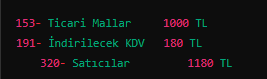 153- Ticari Mallar 1000 TL
191- İndirilecek KDV 180 TL
320- Satıcılar 1180 TL